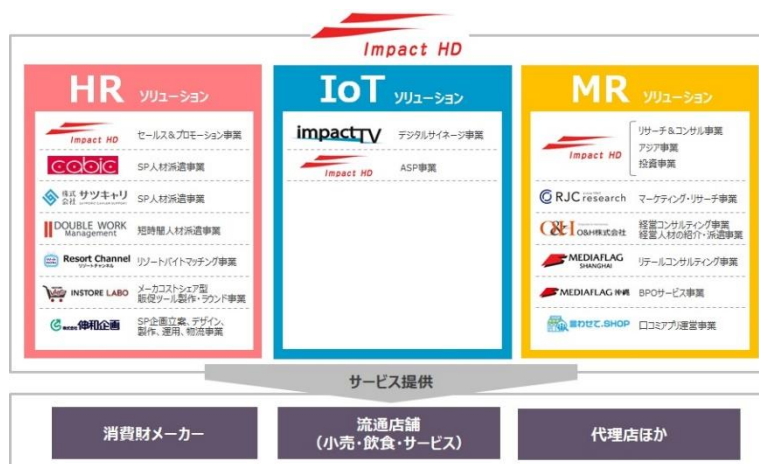 Impact HD
HR ソリューション
Impact HD セールス&プロモーション事業
cabic SP人材派遣事業
株式会社 サツキャリ SP人材派遣事業
DOUBLE WORK Management 短時間人材派遣事業
Resort Channel リゾートチャンネル リゾートバイトマッチング事業
INSTORE LABO メーカコストシェア型
販促ツール製作・ラウンド事業
株式会社 伸和企画 SP企画立案、デザイン、
製作、運用、物流事業
IoT ソリューション
impactTV デジタルサイネージ事業
Impact HD ASP事業
MR ソリューション
Impact HD リサーチ&コンサル事業
アジア事業
投資事業
RJC research マーケティング・リサーチ事業
O&H O&H株式会社 経営コンサルティング事業
経営人材の紹介・派遣事業
MEDIAFLAG SHANGHAI リテールコンサルティング事業
MEDIAFLAG 沖縄 BPOサービス事業
言わせて.SHOP 口コミアプリ運営事業
サービス提供
消費財メーカー
流通店舗
(小売・飲食・サービス)
代理店ほか